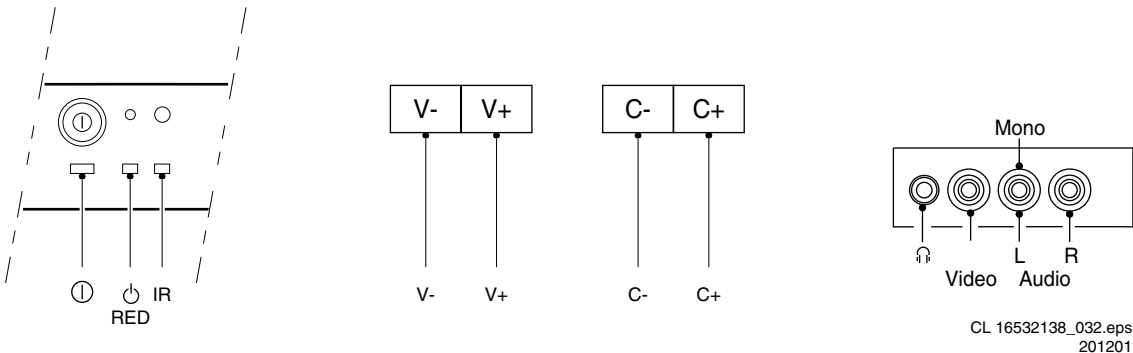 V- V+ C- C+
Mono
IR
RED
V- V+ C- C+
L R
Video Audio
CL 16532138_032.eps
201201